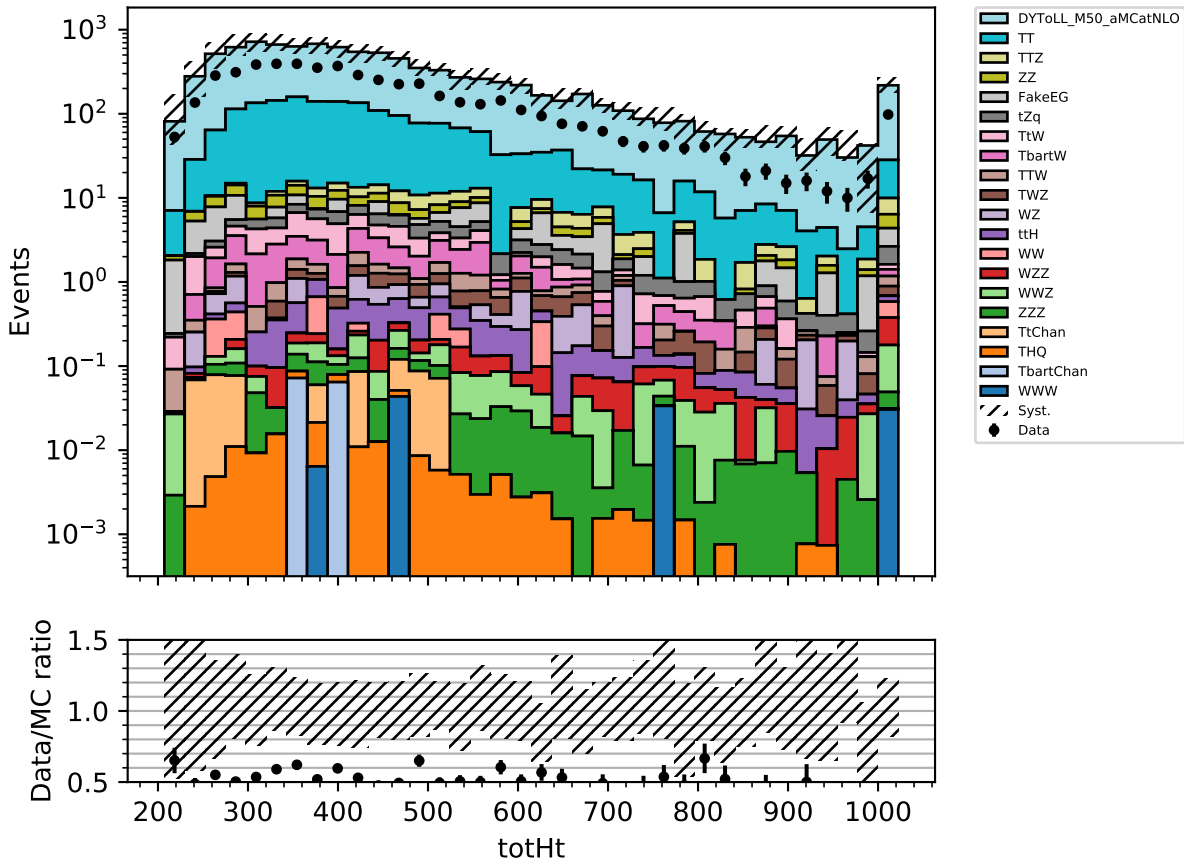 10³
10²
10¹
10⁰
10⁻¹
10⁻²
10⁻³
Events
DYToLL_M50_aMCatNLO
TT
TTZ
ZZ
FakeEG
tZq
TtW
TbartW
TTW
TWZ
WZ
ttH
WW
WZZ
WWZ
ZZZ
TtChan
THQ
TbartChan
WWW
Syst.
Data
1.5
1.0
0.5
Data/MC ratio
200 300 400 500 600 700 800 900 1000
totHt